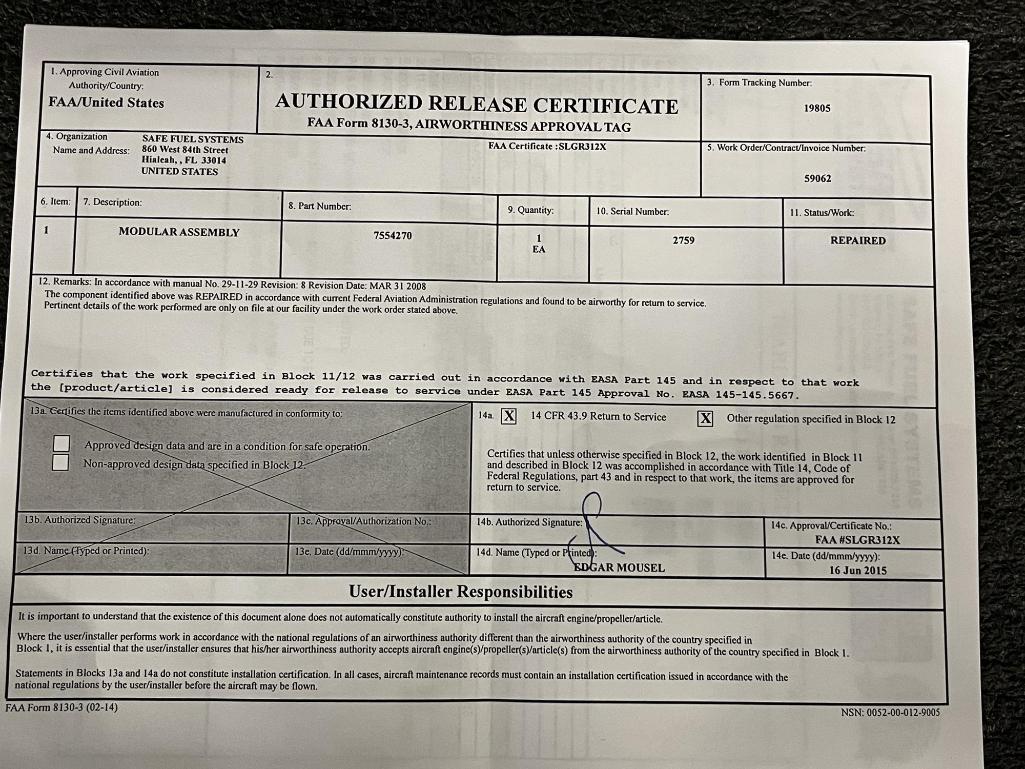 1. Approving Civil Aviation
Authority/Country:
FAA/United States
2.
AUTHORIZED RELEASE CERTIFICATE
FAA Form 8130-3, AIRWORTHINESS APPROVAL TAG
3. Form Tracking Number:
19805
4. Organization
Name and Address:
SAFE FUEL SYSTEMS
860 West 84th Street
Hialeah, , FL 33014
UNITED STATES
FAA Certificate :SLGR312X
5. Work Order/Contract/Invoice Number:
59062
6. Item:
7. Description:
8. Part Number:
9. Quantity:
10. Serial Number:
11. Status/Work:
1
MODULAR ASSEMBLY
7554270
1
EA
2759
REPAIRED
12. Remarks: In accordance with manual No. 29-11-29 Revision: 8 Revision Date: MAR 31 2008
The component identified above was REPAIRED in accordance with current Federal Aviation Administration regulations and found to be airworthy for return to service.
Pertinent details of the work performed are only on file at our facility under the work order stated above.
Certifies that the work specified in Block 11/12 was carried out in accordance with EASA Part 145 and in respect to that work
the [product/article] is considered ready for release to service under EASA Part 145 Approval No. EASA 145-145.5667.
13a. Certifies the items identified above were manufactured in conformity to:
Approved design data and are in a condition for safe operation.
Non-approved design data specified in Block 12.
14a. X 14 CFR 43.9 Return to Service X Other regulation specified in Block 12
Certifies that unless otherwise specified in Block 12, the work identified in Block 11
and described in Block 12 was accomplished in accordance with Title 14, Code of
Federal Regulations, part 43 and in respect to that work, the items are approved for
return to service.
13b. Authorized Signature:
13c. Approval/Authorization No.:
14b. Authorized Signature:
14c. Approval/Certificate No.:
FAA #SLGR312X
13d. Name (Typed or Printed):
13e. Date (dd/mmm/yyyy):
14d. Name (Typed or Printed):
EDGAR MOUSEL
14e. Date (dd/mmm/yyyy):
16 Jun 2015
User/Installer Responsibilities
It is important to understand that the existence of this document alone does not automatically constitute authority to install the aircraft engine/propeller/article.
Where the user/installer performs work in accordance with the national regulations of an airworthiness authority different than the airworthiness authority of the country specified in
Block 1, it is essential that the user/installer ensures that his/her airworthiness authority accepts aircraft engine(s)/propeller(s)/article(s) from the airworthiness authority of the country specified in Block 1.
Statements in Blocks 13a and 14a do not constitute installation certification. In all cases, aircraft maintenance records must contain an installation certification issued in accordance with the
national regulations by the user/installer before the aircraft may be flown.
FAA Form 8130-3 (02-14)
NSN: 0052-00-012-9005